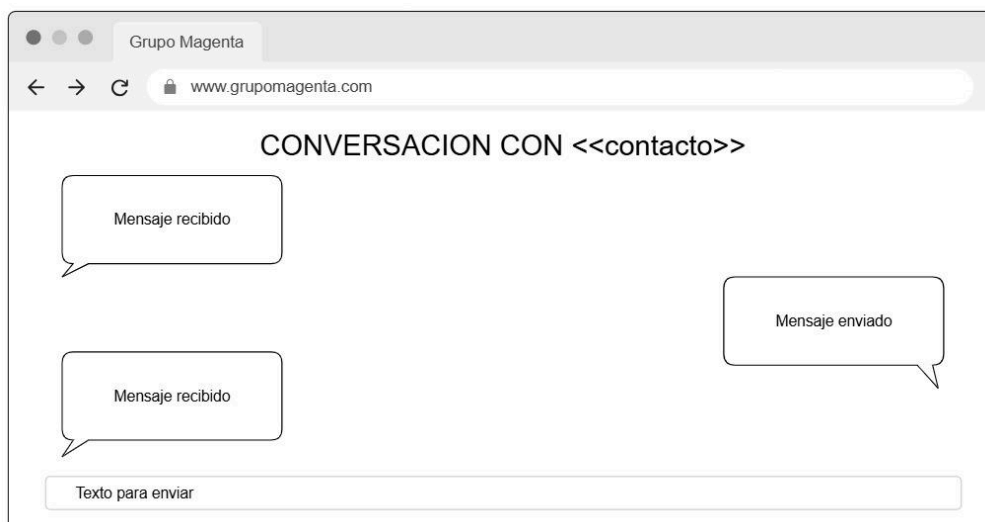 Grupo Magenta
www.grupomagenta.com
CONVERSACION CON <<contacto>>
Mensaje recibido
Mensaje enviado
Mensaje recibido
Texto para enviar